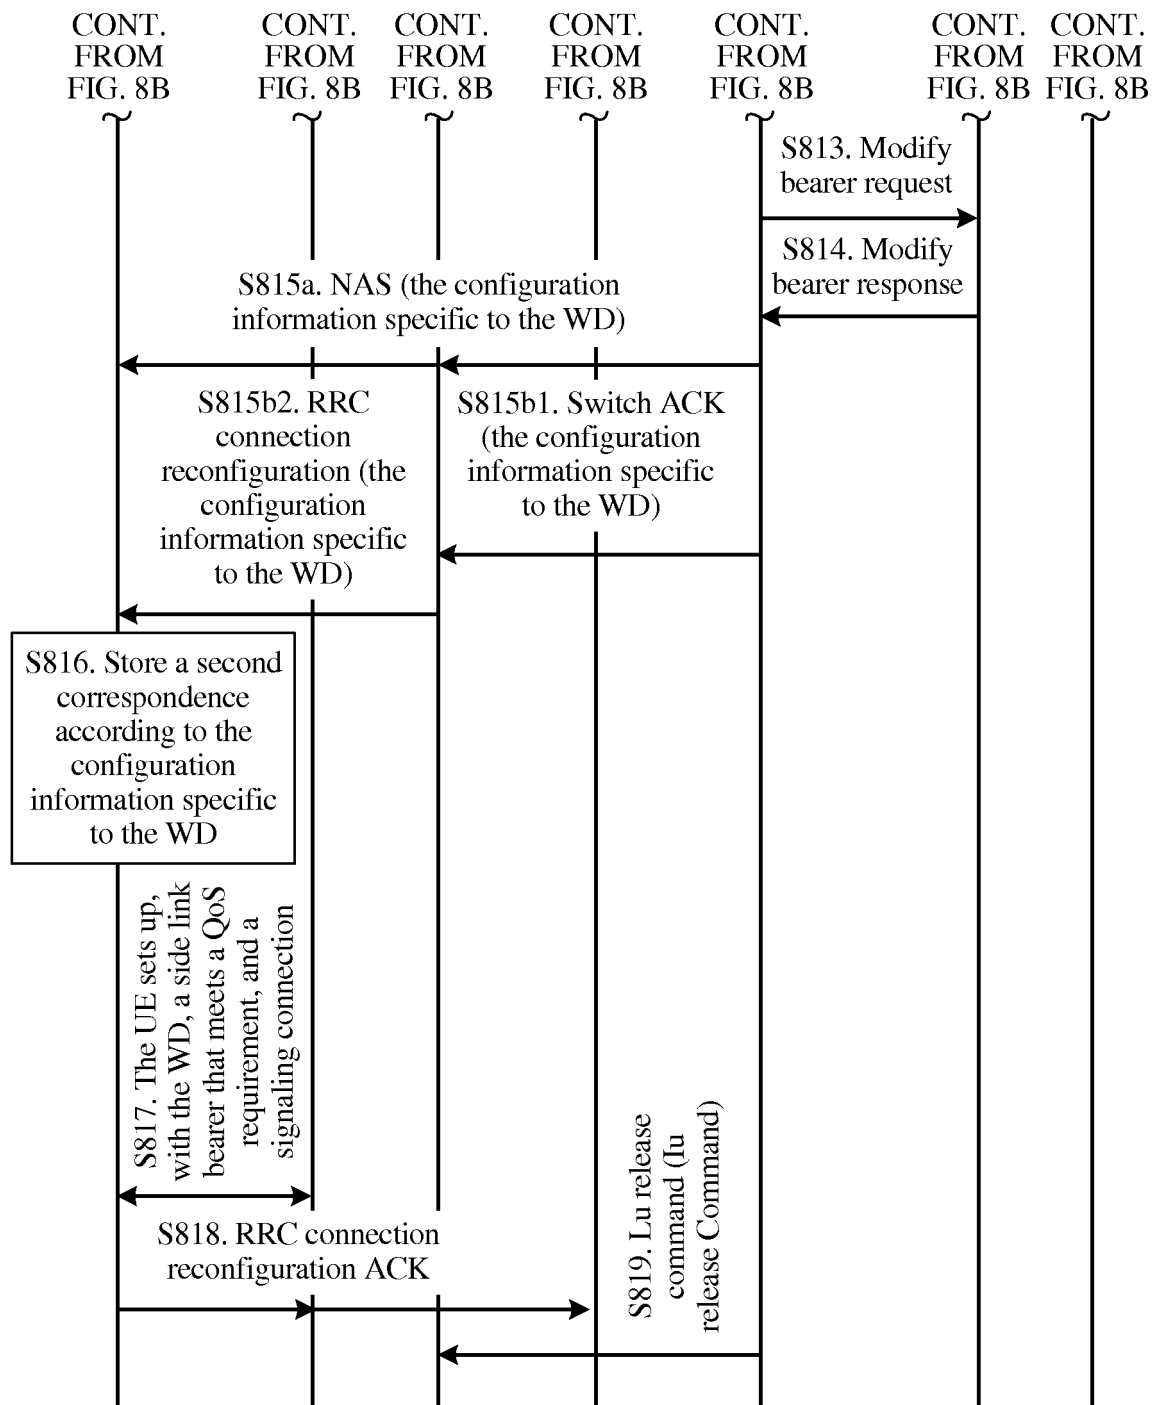 CONT.
FROM
FIG. 8B
CONT.
FROM
FIG. 8B
CONT.
FROM
FIG. 8B
CONT.
FROM
FIG. 8B
CONT.
FROM
FIG. 8B
CONT.
FROM
FIG. 8B
CONT.
FROM
FIG. 8B
S813. Modify
bearer request
S814. Modify
bearer response
S815a. NAS (the configuration
information specific to the WD)
S815b2. RRC
connection
reconfiguration (the
configuration
information specific
to the WD)
S815b1. Switch ACK
(the configuration
information specific
to the WD)
S816. Store a second
correspondence
according to the
configuration
information specific
to the WD
S817. The UE sets up,
with the WD, a side link
bearer that meets a QoS
requirement, and a
signaling connection
S818. RRC connection
reconfiguration ACK
S819. Lu release
command (Iu
release Command)